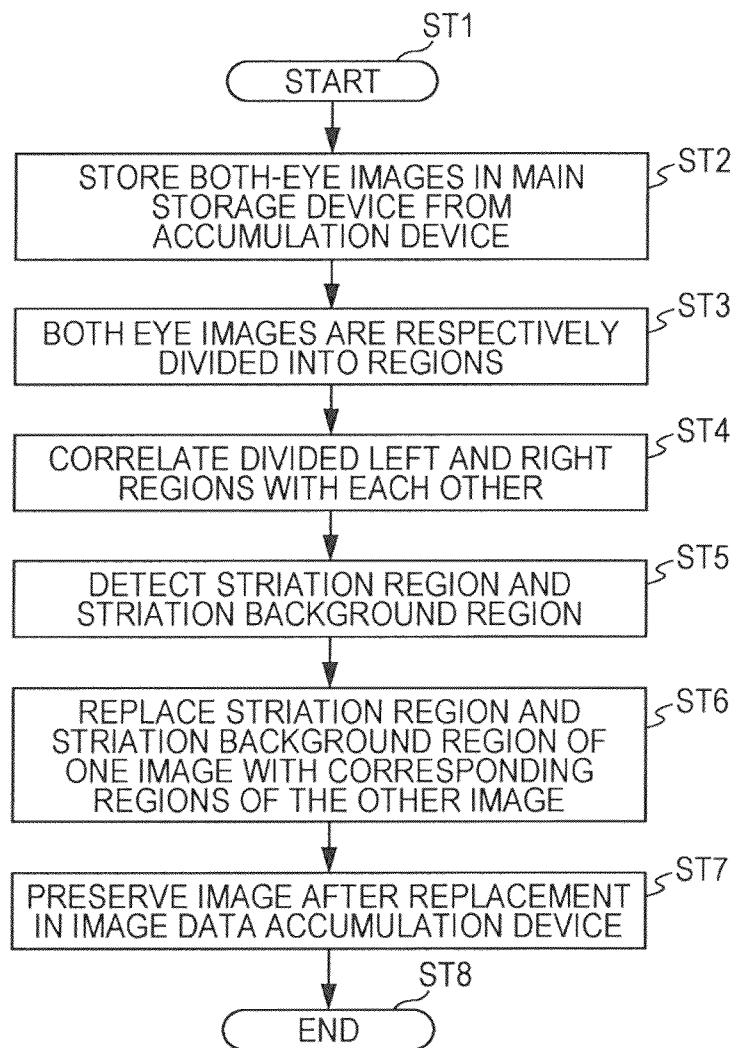 ST1
START
ST2
STORE BOTH-EYE IMAGES IN MAIN
STORAGE DEVICE FROM
ACCUMULATION DEVICE
ST3
BOTH EYE IMAGES ARE RESPECTIVELY
DIVIDED INTO REGIONS
ST4
CORRELATE DIVIDED LEFT AND RIGHT
REGIONS WITH EACH OTHER
ST5
DETECT STRIATION REGION AND
STRIATION BACKGROUND REGION
ST6
REPLACE STRIATION REGION AND
STRIATION BACKGROUND REGION OF
ONE IMAGE WITH CORRESPONDING
REGIONS OF THE OTHER IMAGE
ST7
PRESERVE IMAGE AFTER REPLACEMENT
IN IMAGE DATA ACCUMULATION DEVICE
ST8
END